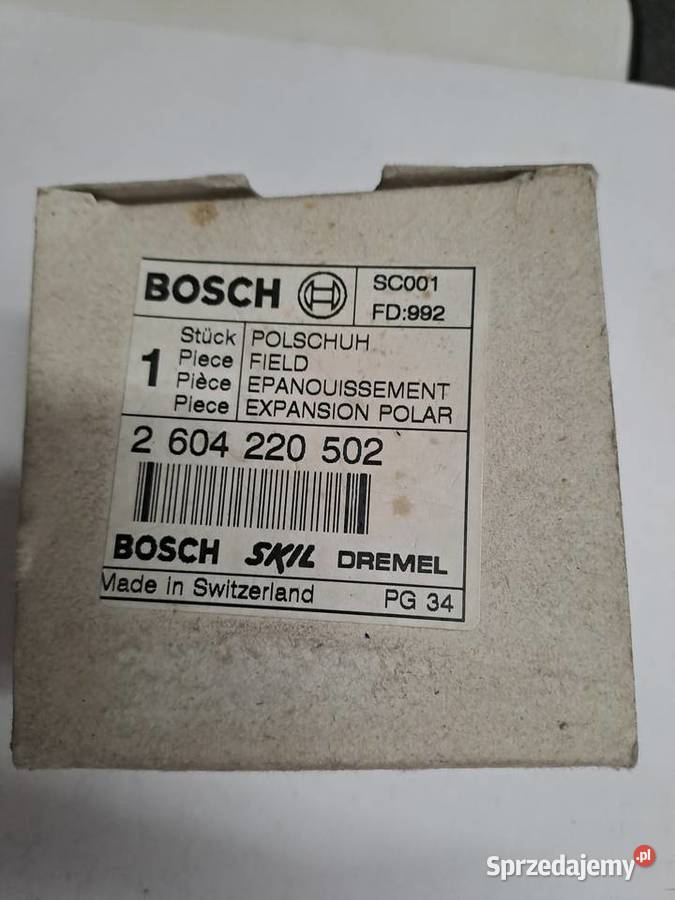 BOSCH
SC001
FD:992
1
Stück POLSCHUH
Piece FIELD
Pièce EPANOUISSEMENT
Piece EXPANSION POLAR
2 604 220 502
BOSCH SKIL DREMEL
Made in Switzerland PG 34
Sprzedajemy.pl